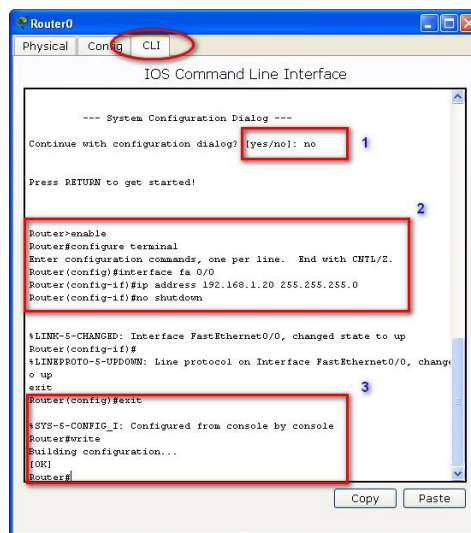 Router0
Physical Config CLI
IOS Command Line Interface
--- System Configuration Dialog ---
Continue with configuration dialog? [yes/no]: no
1
Press RETURN to get started!
2
Router>enable
Router#configure terminal
Enter configuration commands, one per line. End with CNTL/Z.
Router(config)#interface fa 0/0
Router(config-if)#ip address 192.168.1.20 255.255.255.0
Router(config-if)#no shutdown
%LINK-5-CHANGED: Interface FastEthernet0/0, changed state to up
Router(config-if)#
%LINEPROTO-5-UPDOWN: Line protocol on Interface FastEthernet0/0, change
o up
exit
3
Router(config)#exit
%SYS-5-CONFIG_I: Configured from console by console
Router#write
Building configuration...
[OK]
Router#
Copy Paste